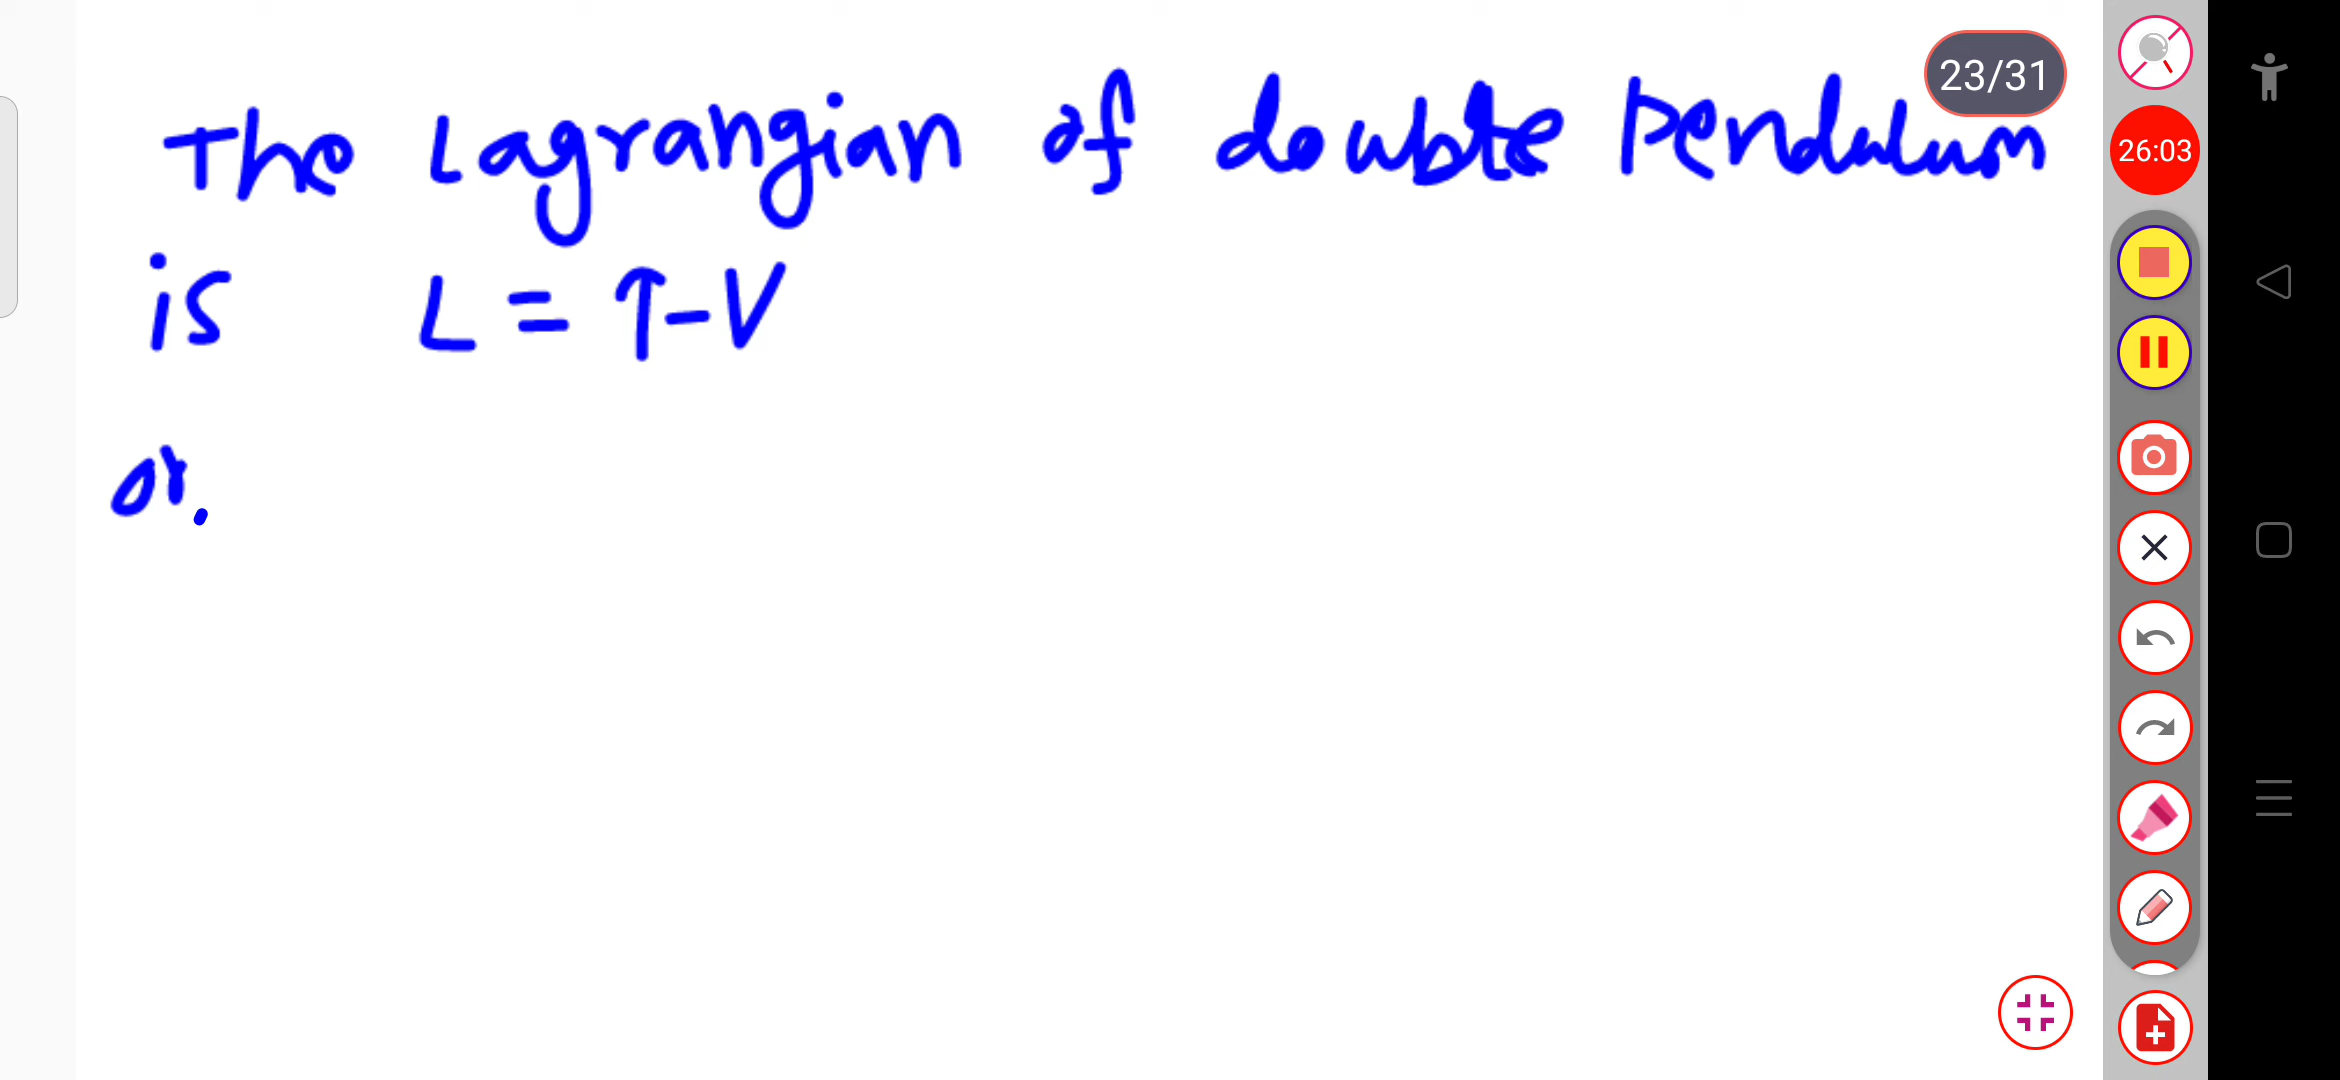 The Lagrangian of double Pendulum
23/31
26:03
is L = T-V
or.